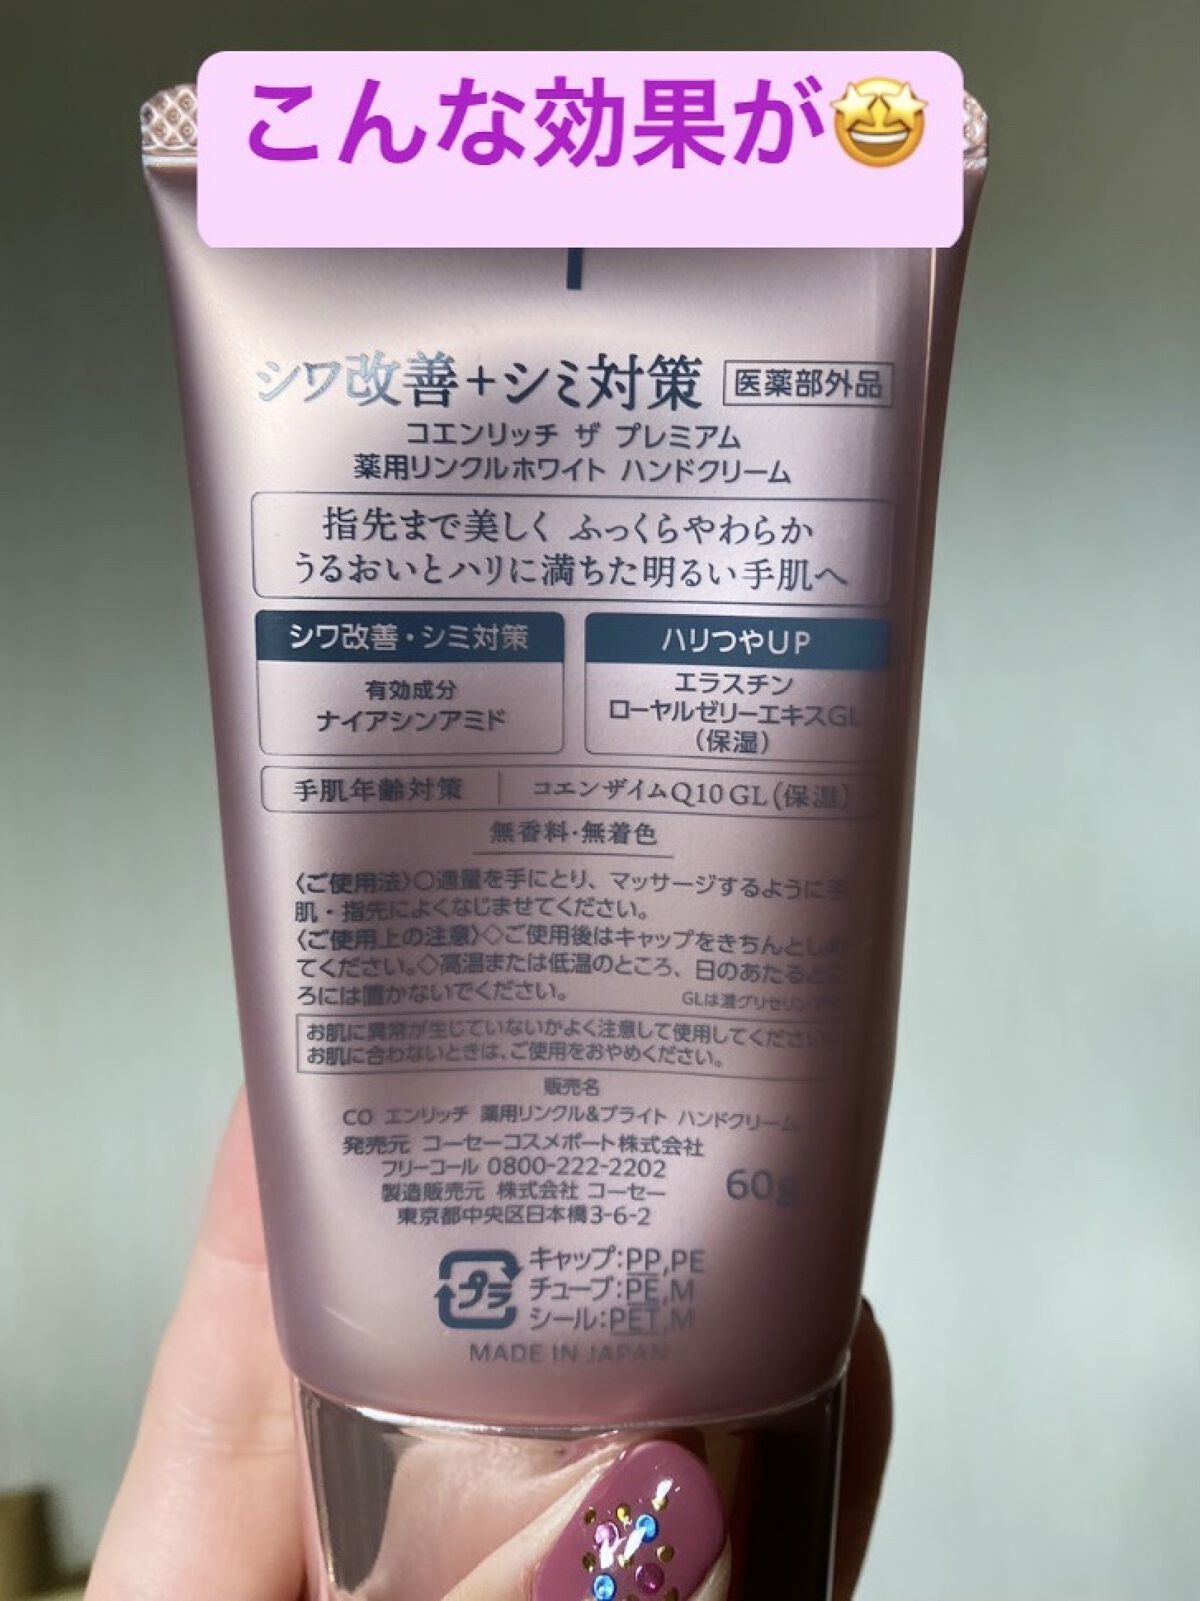 こんな効果が🤩
シワ改善+シミ対策 医薬部外品
コエンリッチ ザ プレミアム
薬用リンクルホワイト ハンドクリーム
指先まで美しく ふっくらやわらか
うるおいとハリに満ちた明るい手肌へ
シワ改善・シミ対策
有効成分
ナイアシンアミド
ハリつやUP
エラスチン
ローヤルゼリーエキスGL
(保湿)
手肌年齢対策 コエンザイムQ10 GL(保湿)
無香料・無着色
〈ご使用法〉〇適量を手にとり、マッサージするように手
肌・指先によくなじませてください。
〈ご使用上の注意〉◇ご使用後はキャップをきちんとしめ
てください。◇高温または低温のところ、日のあたるとこ
ろには置かないでください。 GLは濃グリセリンです
お肌に異常が生じていないかよく注意して使用してください。
お肌に合わないときは、ご使用をおやめください。
販売名
CO エンリッチ 薬用リンクル&ブライト ハンドクリーム
発売元 コーセーコスメポート株式会社
フリーコール 0800-222-2202
製造販売元 株式会社 コーセー
東京都中央区日本橋3-6-2
60g
プラ
キャップ:PP,PE
チューブ:PE,M
シール:PET,M
MADE IN JAPAN